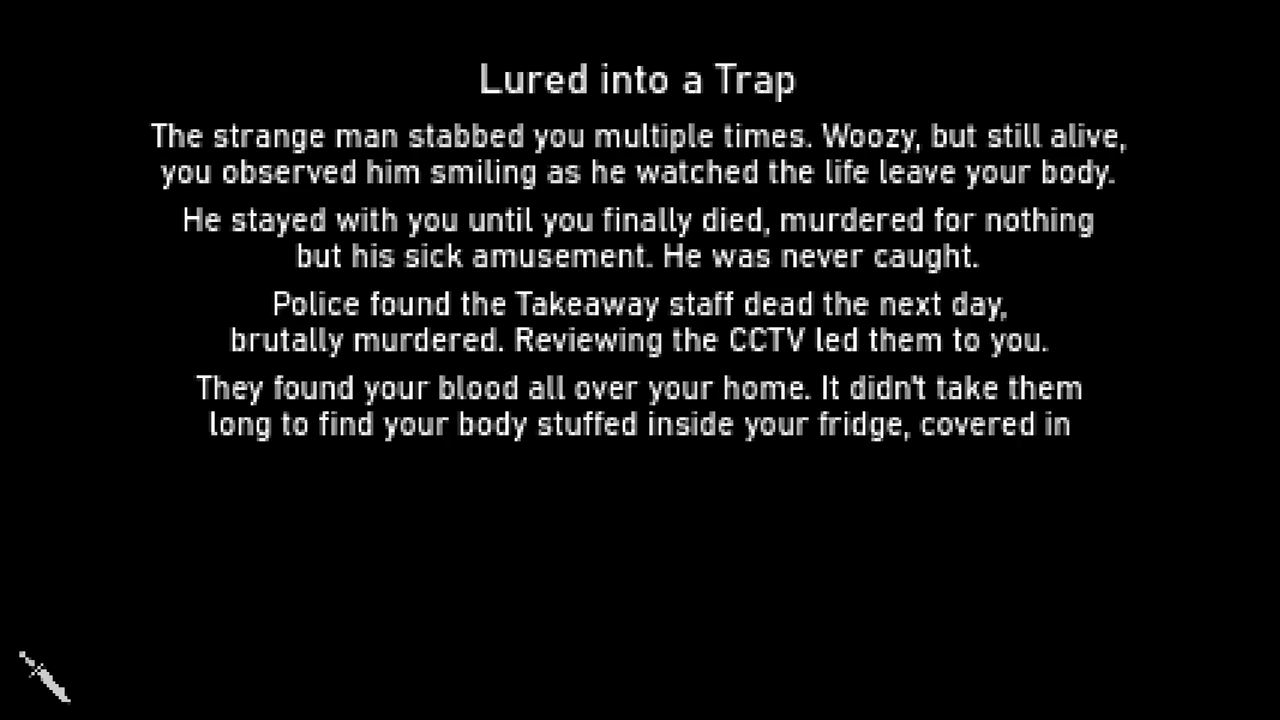 Lured into a Trap
The strange man stabbed you multiple times. Woozy, but still alive,
you observed him smiling as he watched the life leave your body.
He stayed with you until you finally died, murdered for nothing
but his sick amusement. He was never caught.
Police found the Takeaway staff dead the next day,
brutally murdered. Reviewing the CCTV led them to you.
They found your blood all over your home. It didn't take them
long to find your body stuffed inside your fridge, covered in